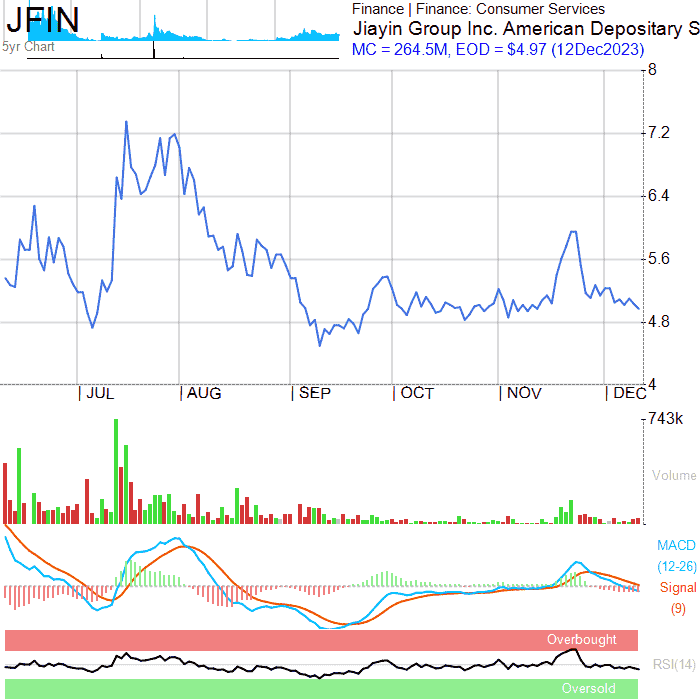 JFIN
5yr Chart
Finance | Finance: Consumer Services
Jiayin Group Inc. American Depositary S
MC = 264.5M, EOD = $4.97 (12Dec2023)
8
7.2
6.4
5.6
4.8
4
| JUL | AUG | SEP | OCT | NOV | DEC
743k
Volume
MACD
(12-26)
Signal
(9)
Overbought
RSI(14)
Oversold